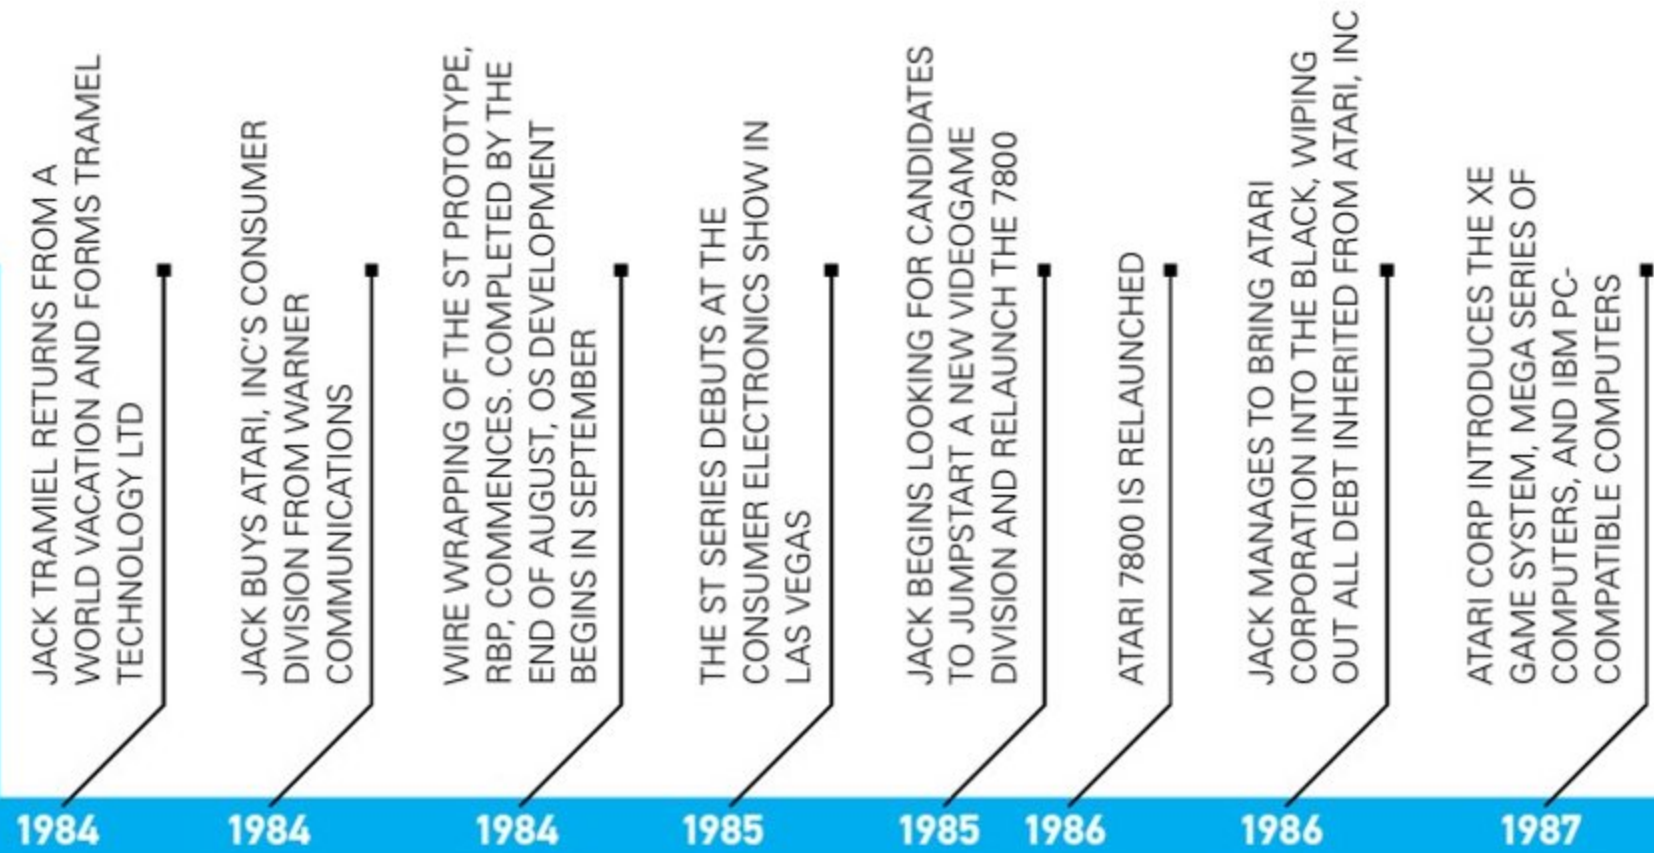 JACK TRAMIEL RETURNS FROM A
WORLD VACATION AND FORMS TRAMEL
TECHNOLOGY LTD
1984
JACK BUYS ATARI, INC'S CONSUMER
DIVISION FROM WARNER
COMMUNICATIONS
1984
WIRE WRAPPING OF THE ST PROTOTYPE,
RBP, COMMENCES. COMPLETED BY THE
END OF AUGUST, OS DEVELOPMENT
BEGINS IN SEPTEMBER
1984
THE ST SERIES DEBUTS AT THE
CONSUMER ELECTRONICS SHOW IN
LAS VEGAS
1985
JACK BEGINS LOOKING FOR CANDIDATES
TO JUMPSTART A NEW VIDEOGAME
DIVISION AND RELAUNCH THE 7800
1985
ATARI 7800 IS RELAUNCHED
1986
JACK MANAGES TO BRING ATARI
CORPORATION INTO THE BLACK, WIPING
OUT ALL DEBT INHERITED FROM ATARI, INC
1986
ATARI CORP INTRODUCES THE XE
GAME SYSTEM, MEGA SERIES OF
COMPUTERS, AND IBM PC-
COMPATIBLE COMPUTERS
1987